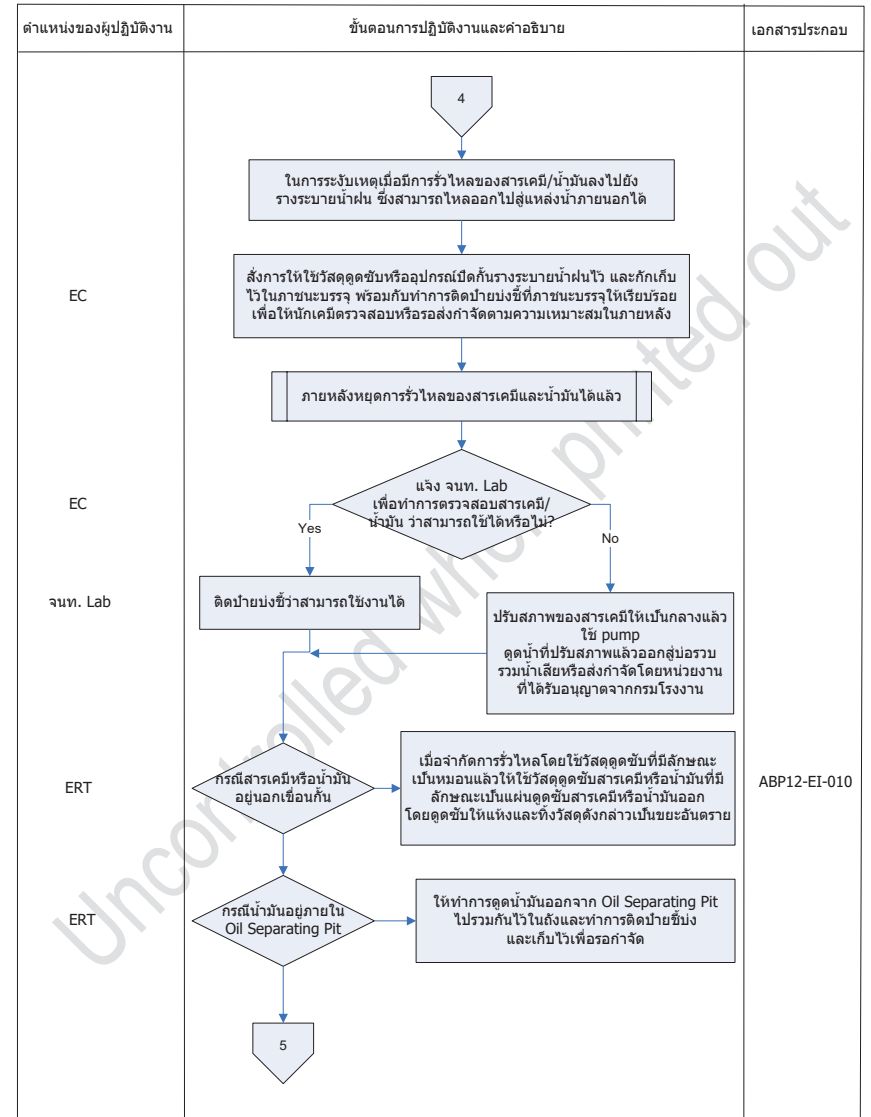 ตำแหน่งของผู้ปฏิบัติงาน
ขั้นตอนการปฏิบัติงานและคำอธิบาย
เอกสารประกอบ
4
ในการระงับเหตุเมื่อมีการรั่วไหลของสารเคมี/น้ำมันลงไปยัง
รางระบายน้ำฝน ซึ่งสามารถไหลออกไปสู่แหล่งน้ำภายนอกได้
EC
สั่งการให้ใช้วัสดุดูดซับหรืออุปกรณ์ปิดกั้นรางระบายน้ำฝนไว้ และกักเก็บ
ไว้ในภาชนะบรรจุ พร้อมกับทำการติดป้ายบ่งชี้ที่ภาชนะบรรจุให้เรียบร้อย
เพื่อให้นักเคมีตรวจสอบหรือรอส่งกำจัดตามความเหมาะสมในภายหลัง
ภายหลังหยุดการรั่วไหลของสารเคมีและน้ำมันได้แล้ว
EC
แจ้ง จนท. Lab
เพื่อทำการตรวจสอบสารเคมี/
น้ำมัน ว่าสามารถใช้ได้หรือไม่?
Yes
No
จนท. Lab
ติดป้ายบ่งชี้ว่าสามารถใช้งานได้
ปรับสภาพของสารเคมีให้เป็นกลางแล้ว
ใช้ pump
ดูดน้ำที่ปรับสภาพแล้วออกสู่บ่อรวบ
รวมน้ำเสียหรือส่งกำจัดโดยหน่วยงาน
ที่ได้รับอนุญาตจากกรมโรงงาน
ERT
กรณีสารเคมีหรือน้ำมัน
อยู่นอกเขื่อนกั้น
เมื่อจำกัดการรั่วไหลโดยใช้วัสดุดูดซับที่มีลักษณะ
เป็นหมอนแล้วให้ใช้วัสดุดูดซับสารเคมีหรือน้ำมันที่มี
ลักษณะเป็นแผ่นดูดซับสารเคมีหรือน้ำมันออก
โดยดูดซับให้แห้งและทิ้งวัสดุดังกล่าวเป็นขยะอันตราย
ABP12-EI-010
ERT
กรณีน้ำมันอยู่ภายใน
Oil Separating Pit
ให้ทำการดูดน้ำมันออกจาก Oil Separating Pit
ไปรวมกันไว้ในถังและทำการติดป้ายชี้บ่ง
และเก็บไว้เพื่อรอกำจัด
5
Uncontrolled when printed out